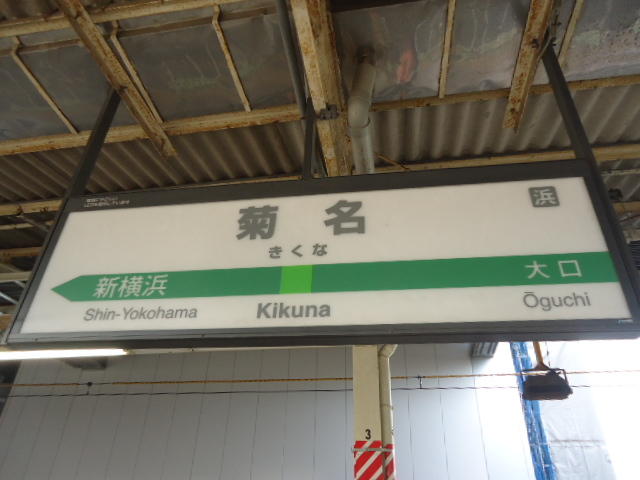 菊名
浜
きくな
新横浜
大口
Shin-Yokohama
Kikuna
Ōguchi
3